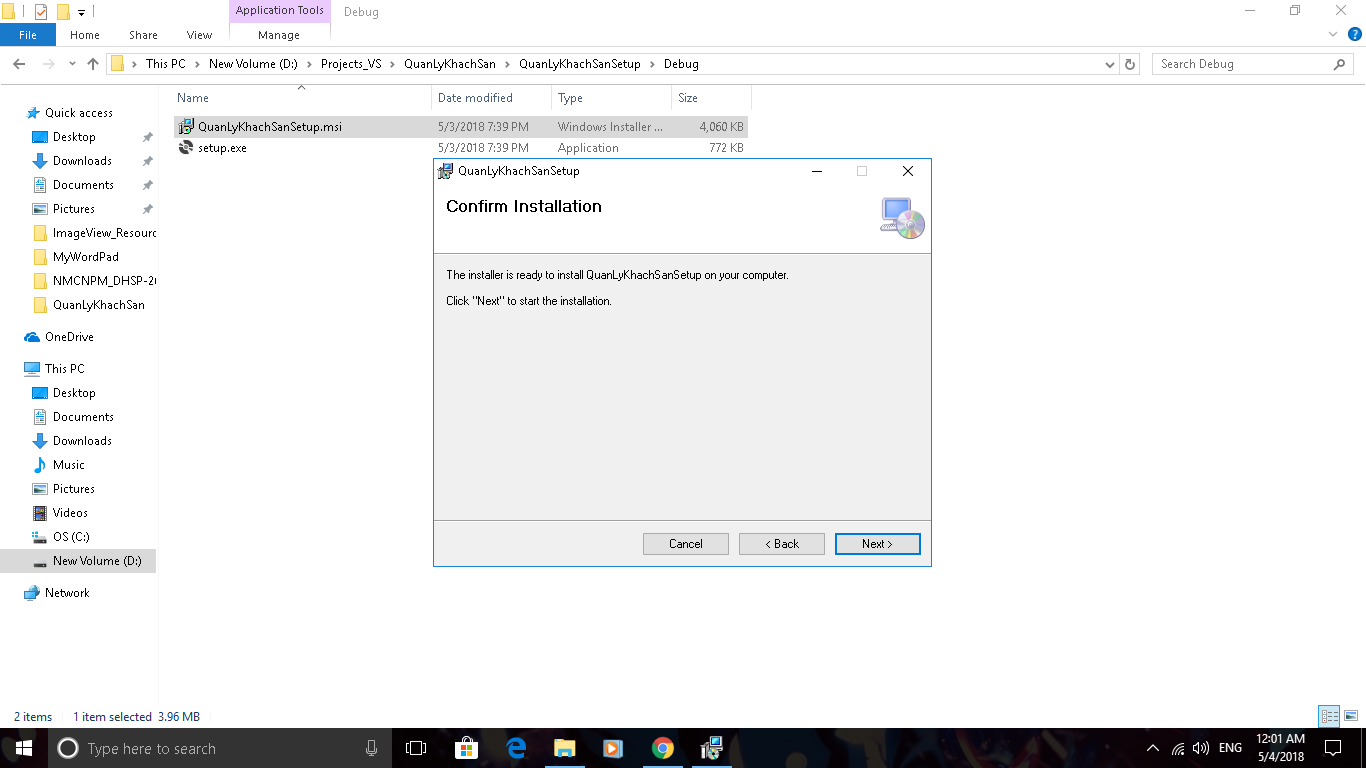 Application Tools
Debug
File
Home
Share
View
Manage
This PC
New Volume (D:)
Projects_VS
QuanLyKhachSan
QuanLyKhachSanSetup
Debug
Search Debug
Name
Date modified
Type
Size
QuanLyKhachSanSetup.msi
5/3/2018 7:39 PM
Windows Installer ...
4,060 KB
setup.exe
5/3/2018 7:39 PM
Application
772 KB
Quick access
Desktop
Downloads
Documents
Pictures
ImageView_Resourc
MyWordPad
NMCNPM_DHSP-20
QuanLyKhachSan
OneDrive
This PC
Desktop
Documents
Downloads
Music
Pictures
Videos
OS (C:)
New Volume (D:)
Network
QuanLyKhachSanSetup
Confirm Installation
The installer is ready to install QuanLyKhachSanSetup on your computer.
Click "Next" to start the installation.
Cancel
< Back
Next >
2 items
1 item selected 3.96 MB
Type here to search
ENG
12:01 AM
5/4/2018